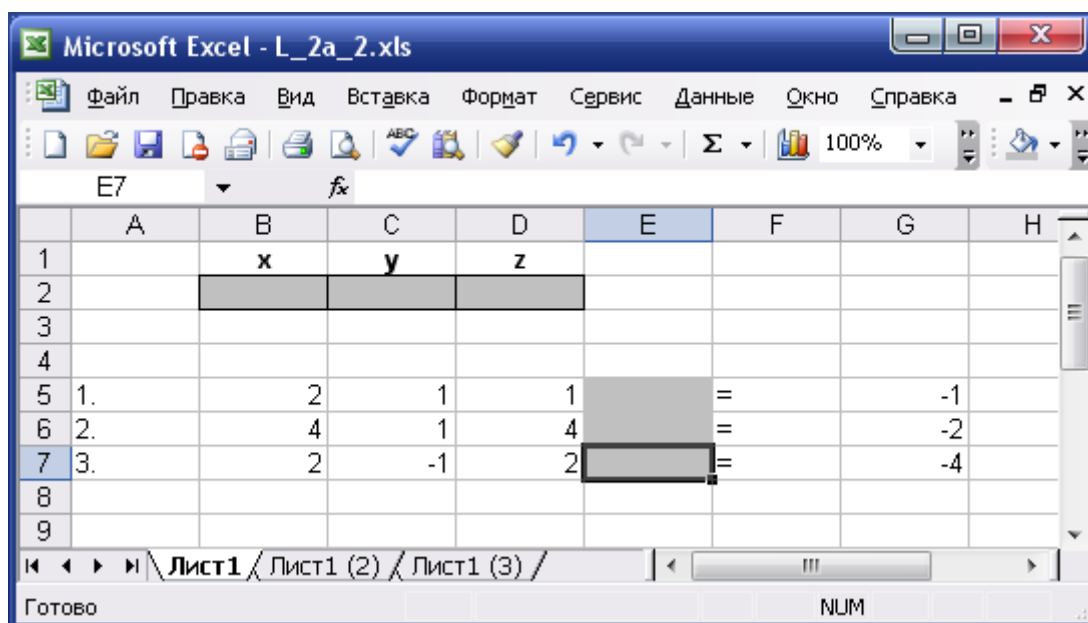 Microsoft Excel - L_2a_2.xls
Файл Правка Вид Вставка Формат Сервис Данные Окно Справка
ABC Σ 100%
E7 fx
A B C D E F G H
1 x y z
2
3
4
5 1. 2 1 1 = -1
6 2. 4 1 4 = -2
7 3. 2 -1 2 = -4
8
9
Лист1 Лист1 (2) Лист1 (3)
Готово NUM